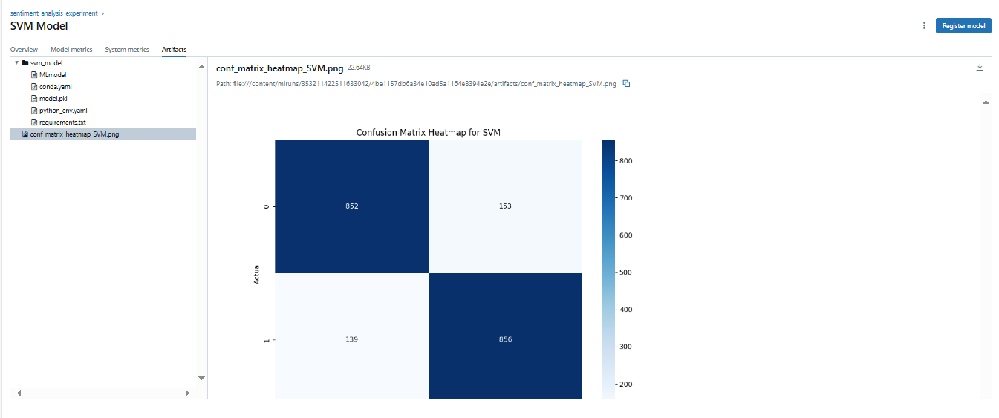 sentiment_analysis_experiment ›
SVM Model
Register model
Overview Model metrics System metrics Artifacts
svm_model
MLmodel
conda.yaml
model.pkl
python_env.yaml
requirements.txt
conf_matrix_heatmap_SVM.png
conf_matrix_heatmap_SVM.png 22.64KB
Path: file:///content/mlruns/353211422511633042/4be1157db6a34e10ad5a1164e8394e2e/artifacts/conf_matrix_heatmap_SVM.png
Confusion Matrix Heatmap for SVM
Actual
0
852 153
1
139 856
800
700
600
500
400
300
200